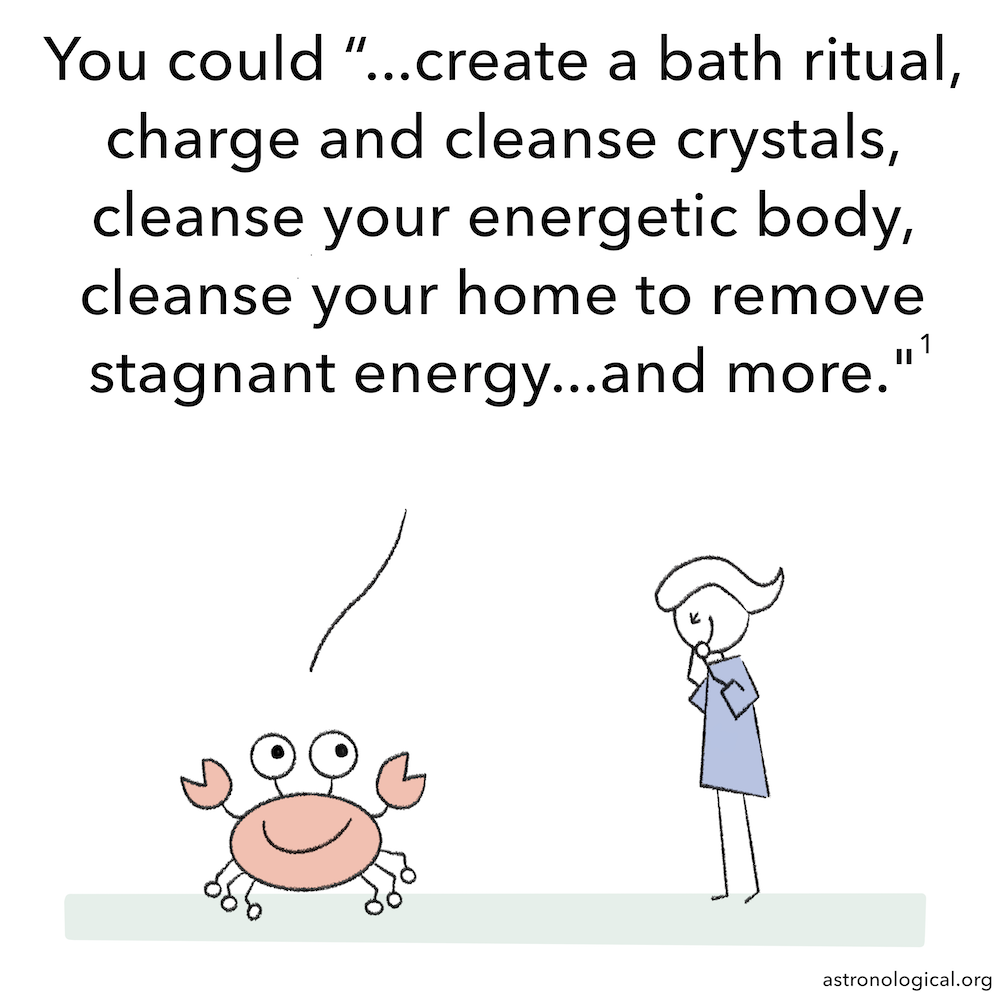 You could “...create a bath ritual,
charge and cleanse crystals,
cleanse your energetic body,
cleanse your home to remove
stagnant energy...and more."¹
astronological.org